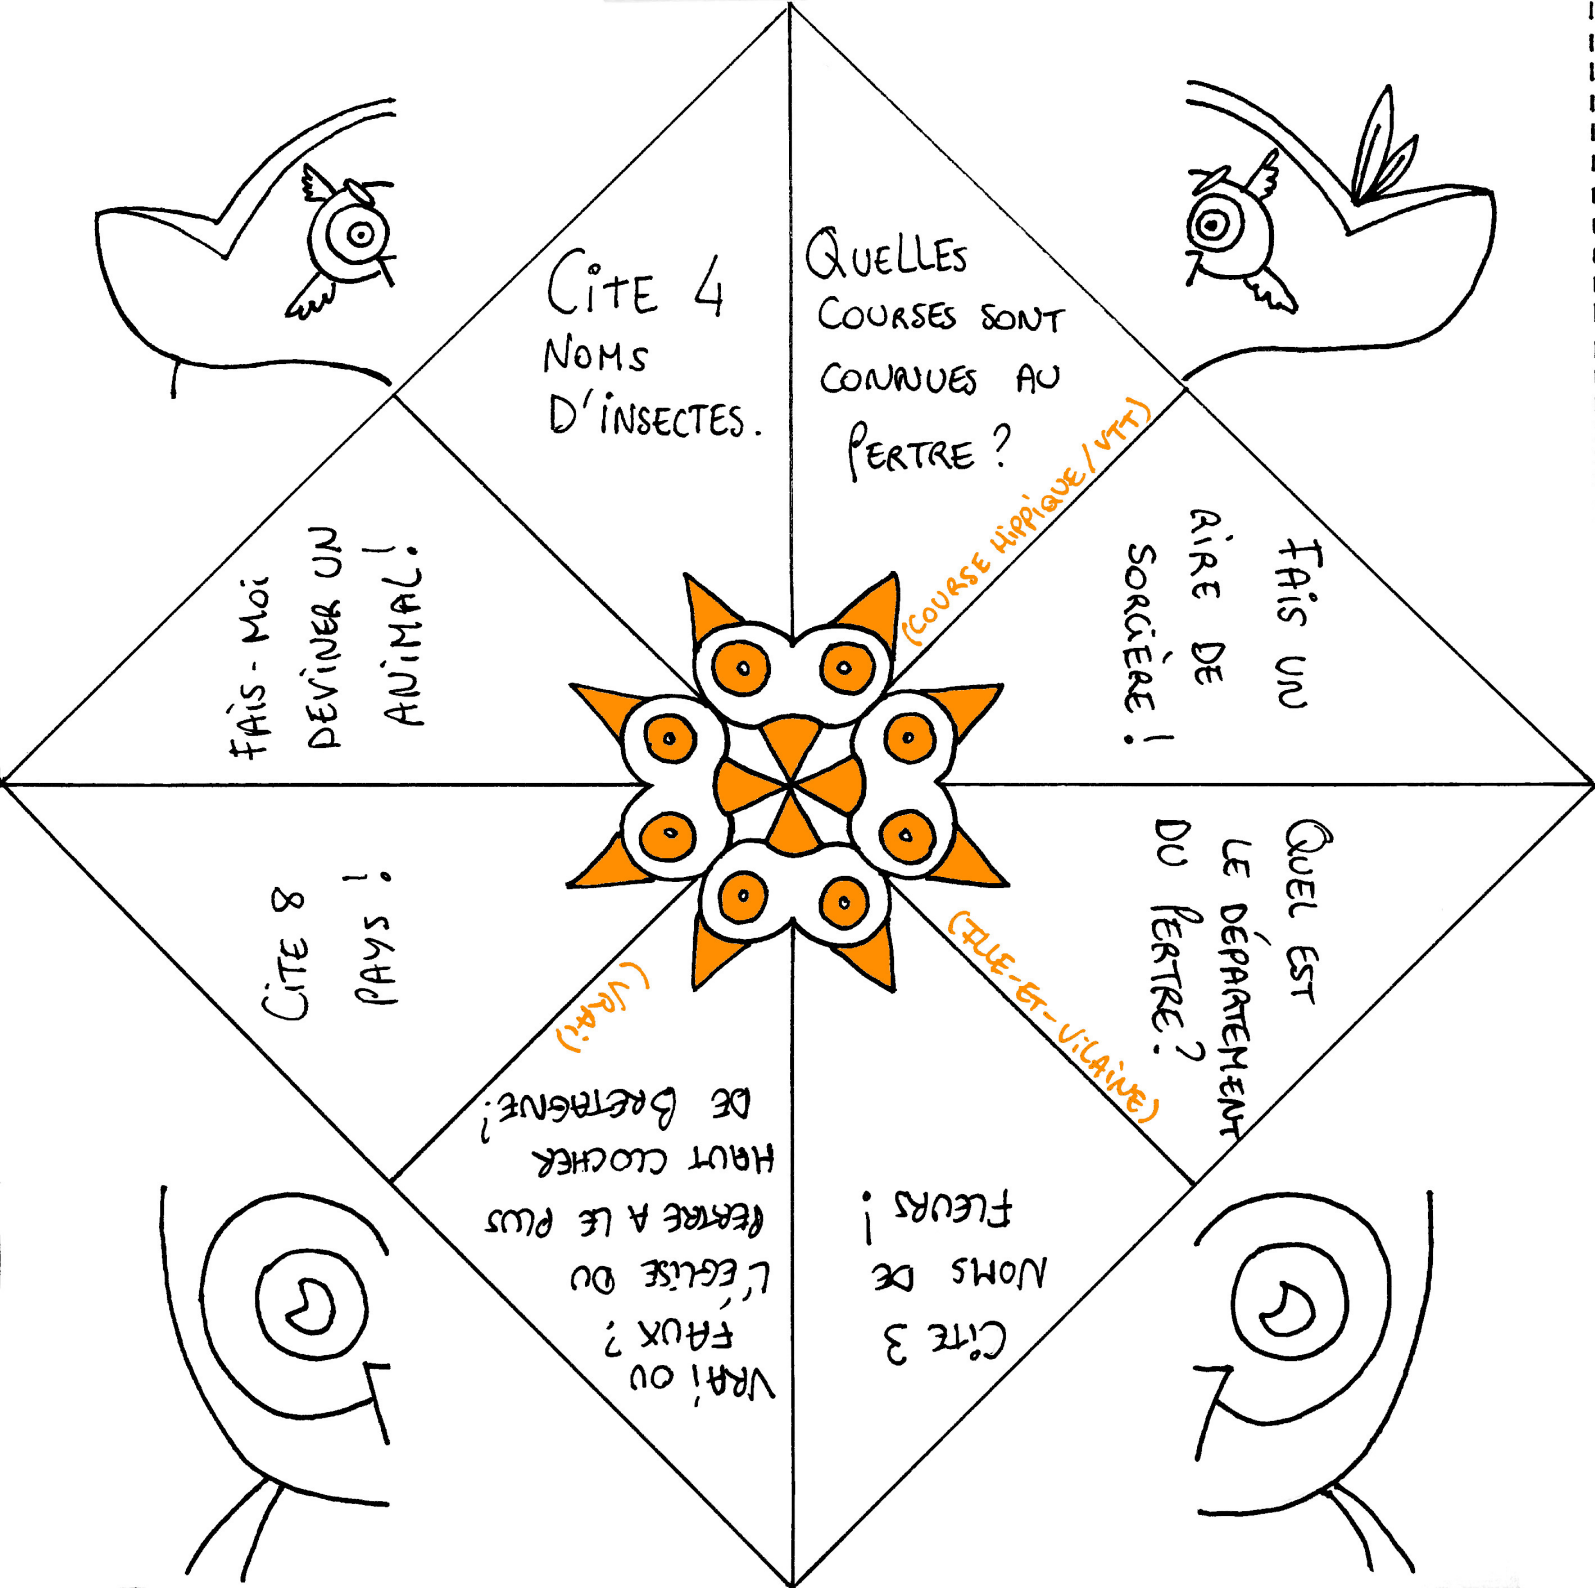 CITE 4
NOMS
D'INSECTES.
QUELLES
COURSES SONT
CONNUES AU
PERTRE ?
(COURSE HIPPIQUE / VTT)
FAIS UN
RIRE DE
SORCIÈRE !
QUEL EST
LE DÉPARTEMENT
DU PERTRE ?
(ILLE-ET-VILAINE)
CITE 3
NOMS DE
FLEURS !
VRAI OU
FAUX ?
L'ÉGLISE DU
PERTRE A LE PLUS
HAUT CLOCHER
DE BRETAGNE !
(VRAI)
CITE 8
PAYS !
FAIS-MOI
DEVINER UN
ANIMAL !